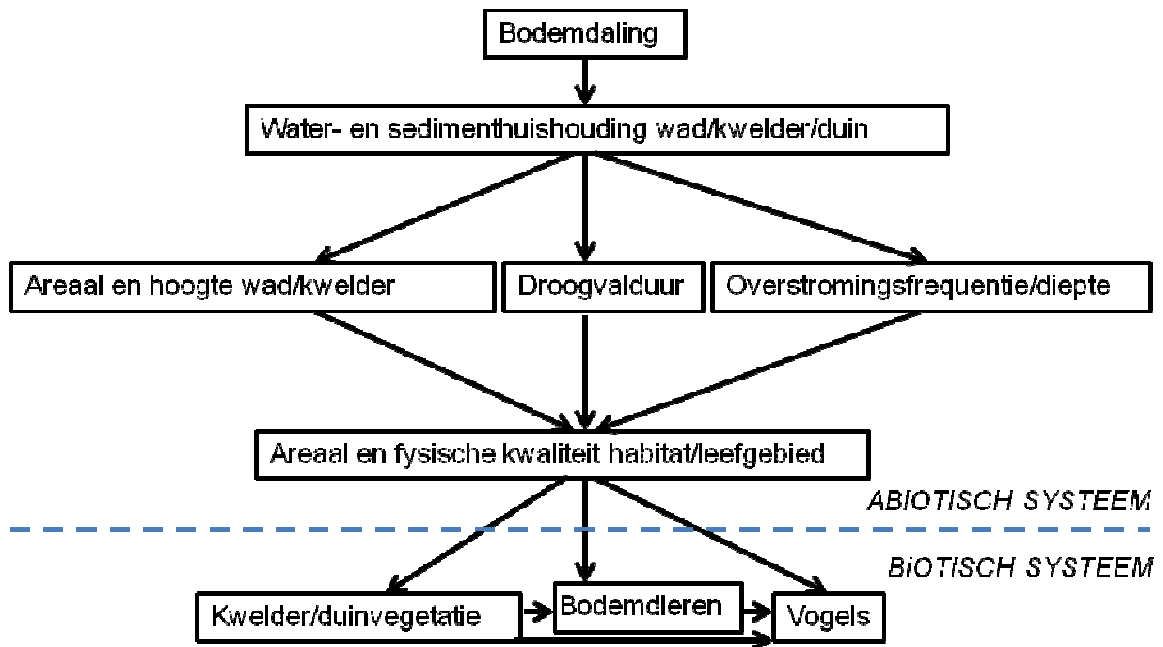 Bodemdaling
Water- en sedimenthuishouding wad/kwelder/duin
Areaal en hoogte wad/kwelder
Droogvalduur
Overstromingsfrequentie/diepte
Areaal en fysische kwaliteit habitat/leefgebied
ABIOTISCH SYSTEEM
BiOTISCH SYSTEEM
Kwelder/duinvegetatie
Bodemdieren
Vogels